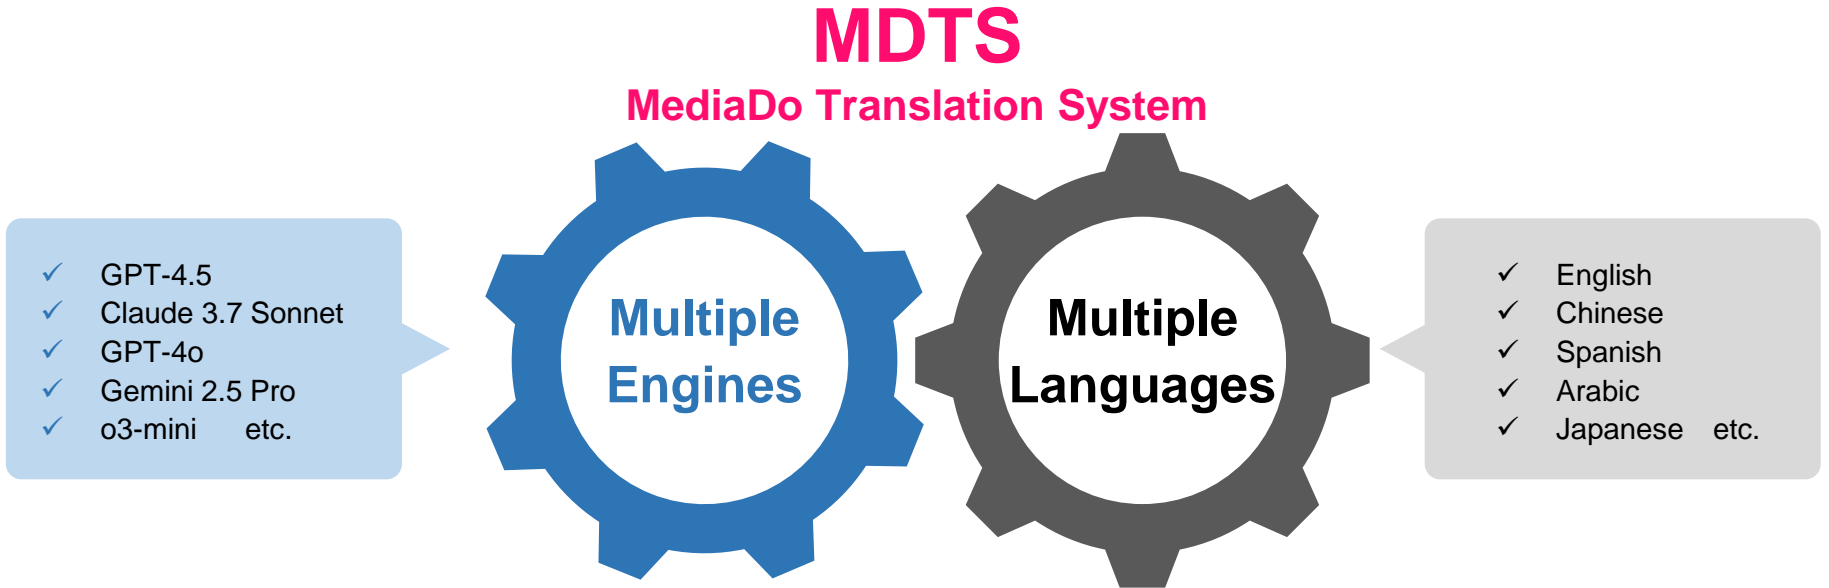 MDTS
MediaDo Translation System
✓ GPT-4.5
✓ Claude 3.7 Sonnet
✓ GPT-4o
✓ Gemini 2.5 Pro
✓ o3-mini etc.
Multiple
Engines
Multiple
Languages
✓ English
✓ Chinese
✓ Spanish
✓ Arabic
✓ Japanese etc.